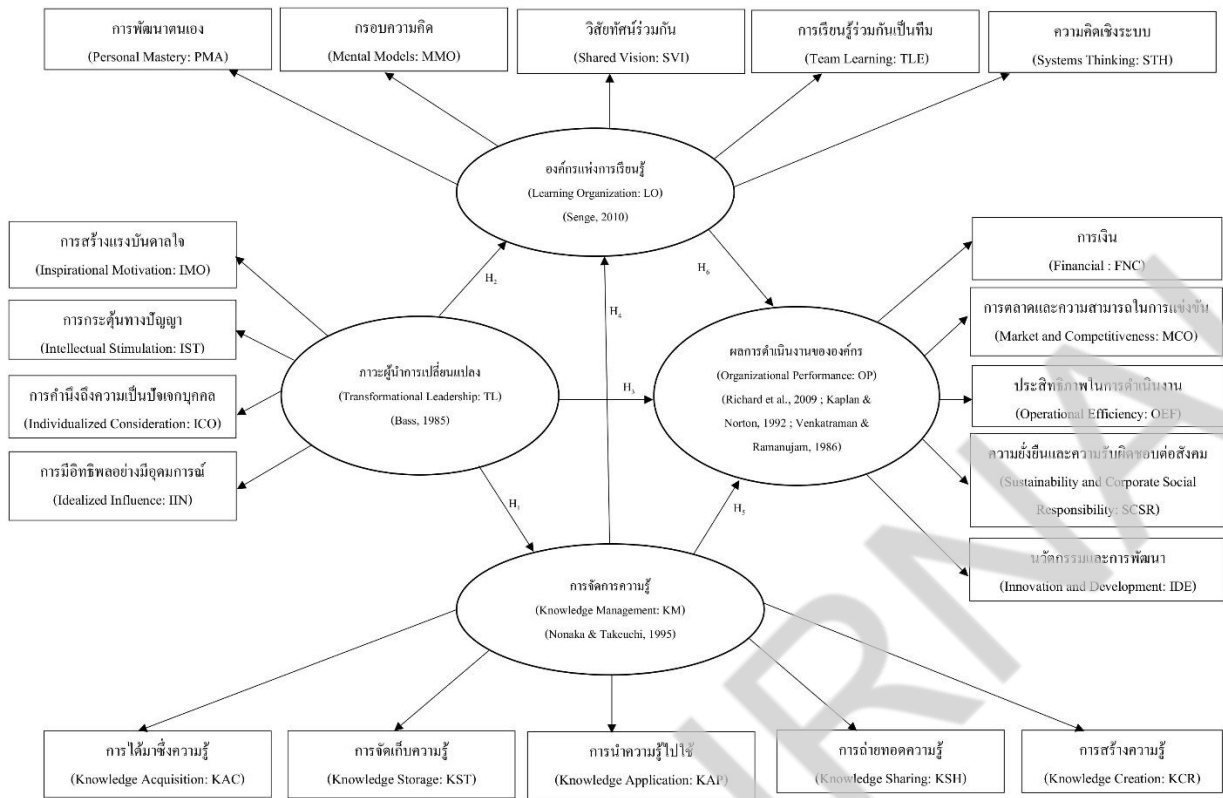 การพัฒนาตนเอง
(Personal Mastery: PMA)
กรอบความคิด
(Mental Models: MMO)
วิสัยทัศน์ร่วมกัน
(Shared Vision: SVI)
การเรียนรู้ร่วมกันเป็นทีม
(Team Learning: TLE)
ความคิดเชิงระบบ
(Systems Thinking: STH)
องค์กรแห่งการเรียนรู้
(Learning Organization: LO)
(Senge, 2010)
การสร้างแรงบันดาลใจ
(Inspirational Motivation: IMO)
การกระตุ้นทางปัญญา
(Intellectual Stimulation: IST)
การคำนึงถึงความเป็นปัจเจกบุคคล
(Individualized Consideration: ICO)
การมีอิทธิพลอย่างมีอุดมการณ์
(Idealized Influence: IIN)
H2
H6
H4
ภาวะผู้นำการเปลี่ยนแปลง
(Transformational Leadership: TL)
(Bass, 1985)
H3
ผลการดำเนินงานขององค์กร
(Organizational Performance: OP)
(Richard et al., 2009 ; Kaplan &
Norton, 1992 ; Venkatraman &
Ramanujam, 1986)
การเงิน
(Financial : FNC)
การตลาดและความสามารถในการแข่งขัน
(Market and Competitiveness: MCO)
ประสิทธิภาพในการดำเนินงาน
(Operational Efficiency: OEF)
ความยั่งยืนและความรับผิดชอบต่อสังคม
(Sustainability and Corporate Social
Responsibility: SCSR)
นวัตกรรมและการพัฒนา
(Innovation and Development: IDE)
H1
H5
การจัดการความรู้
(Knowledge Management: KM)
(Nonaka & Takeuchi, 1995)
การได้มาซึ่งความรู้
(Knowledge Acquisition: KAC)
การจัดเก็บความรู้
(Knowledge Storage: KST)
การนำความรู้ไปใช้
(Knowledge Application: KAP)
การถ่ายทอดความรู้
(Knowledge Sharing: KSH)
การสร้างความรู้
(Knowledge Creation: KCR)